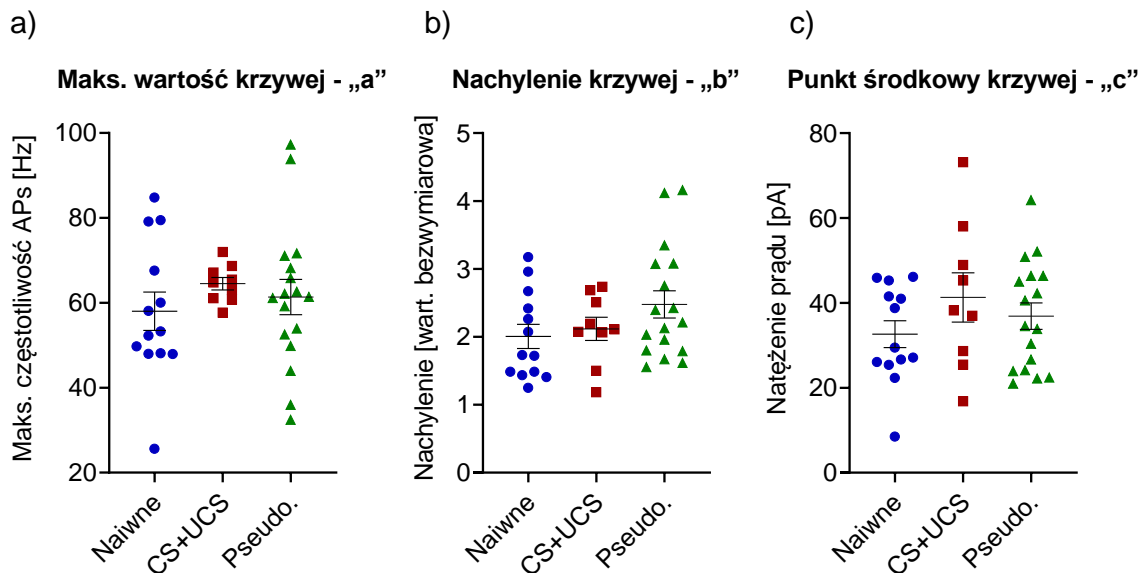 a)
Maks. wartość krzywej - „a”
Maks. częstotliwość APs [Hz]
100
80
60
40
20
Naiwne
CS+UCS
Pseudo.
b)
Nachylenie krzywej - „b”
Nachylenie [wart. bezwymiarowa]
5
4
3
2
1
0
Naiwne
CS+UCS
Pseudo.
c)
Punkt środkowy krzywej - „c”
Natężenie prądu [pA]
80
60
40
20
0
Naiwne
CS+UCS
Pseudo.